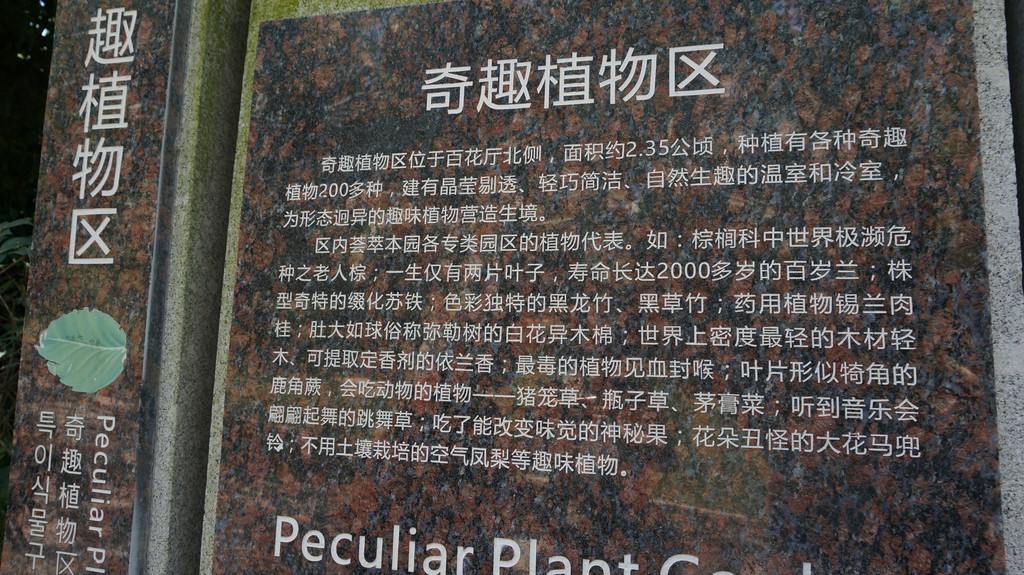 趣植物区
Peculiar Pl
奇趣植物区
특이식물구
奇趣植物区
奇趣植物区位于百花厅北侧，面积约2.35公顷，种植有各种奇趣
植物200多种，建有晶莹剔透、轻巧简洁、自然生趣的温室和冷室，
为形态迥异的趣味植物营造生境。
区内荟萃本园各专类园区的植物代表。如：棕榈科中世界极濒危
种之老人棕；一生仅有两片叶子，寿命长达2000多岁的百岁兰；株
型奇特的缀化苏铁；色彩独特的黑龙竹、黑草竹；药用植物锡兰肉
桂；肚大如球俗称弥勒树的白花异木棉；世界上密度最轻的木材轻
木、可提取定香剂的依兰香；最毒的植物见血封喉；叶片形似犄角的
鹿角蕨，会吃动物的植物——猪笼草、瓶子草、茅膏菜；听到音乐会
翩翩起舞的跳舞草；吃了能改变味觉的神秘果；花朵丑怪的大花马兜
铃；不用土壤栽培的空气凤梨等趣味植物。
Peculiar Plant Gard